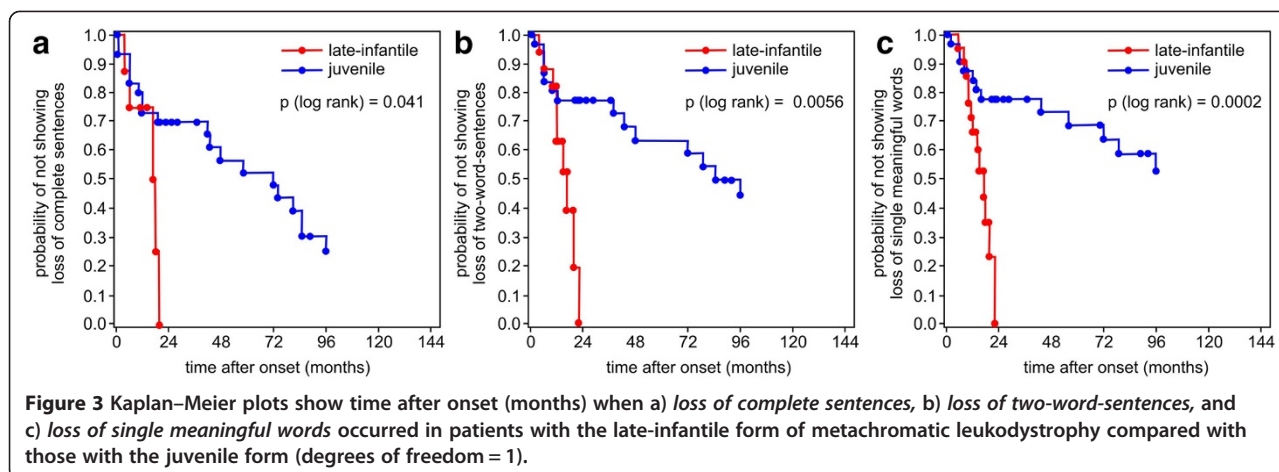 a
1.0
0.9
0.8
0.7
0.6
0.5
0.4
0.3
0.2
0.1
0.0
probability of not showing
loss of complete sentences
late-infantile
juvenile
p (log rank) = 0.041
0 24 48 72 96 120 144
time after onset (months)
b
1.0
0.9
0.8
0.7
0.6
0.5
0.4
0.3
0.2
0.1
0.0
probability of not showing
loss of two-word-sentences
late-infantile
juvenile
p (log rank) = 0.0056
0 24 48 72 96 120 144
time after onset (months)
c
1.0
0.9
0.8
0.7
0.6
0.5
0.4
0.3
0.2
0.1
0.0
probability of not showing
loss of single meaningful words
late-infantile
juvenile
p (log rank) = 0.0002
0 24 48 72 96 120 144
time after onset (months)
Figure 3 Kaplan–Meier plots show time after onset (months) when a) loss of complete sentences, b) loss of two-word-sentences, and
c) loss of single meaningful words occurred in patients with the late-infantile form of metachromatic leukodystrophy compared with
those with the juvenile form (degrees of freedom = 1).